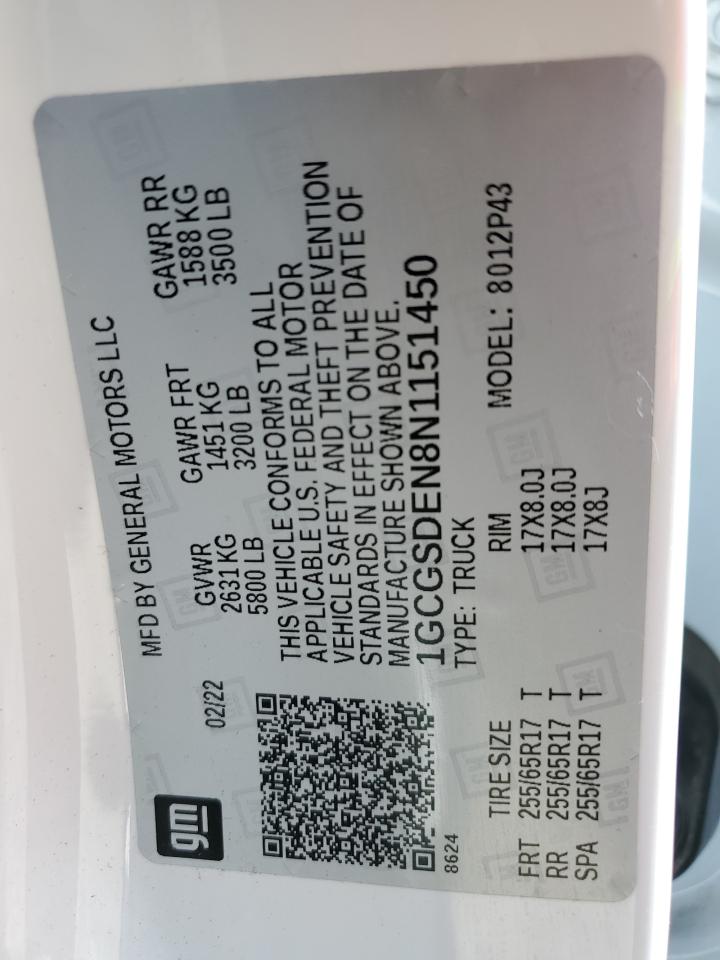 gm
02/22
MFD BY GENERAL MOTORS LLC
GVWR GAWR FRT GAWR RR
2631 KG 1451 KG 1588 KG
5800 LB 3200 LB 3500 LB
THIS VEHICLE CONFORMS TO ALL
APPLICABLE U.S. FEDERAL MOTOR
VEHICLE SAFETY AND THEFT PREVENTION
STANDARDS IN EFFECT ON THE DATE OF
MANUFACTURE SHOWN ABOVE.
1GCGSDEN8N1151450
8624
TYPE: TRUCK
TIRE SIZE RIM MODEL: 8012P43
FRT 255/65R17 T 17X8.0J
RR 255/65R17 T 17X8.0J
SPA 255/65R17 T 17X8J